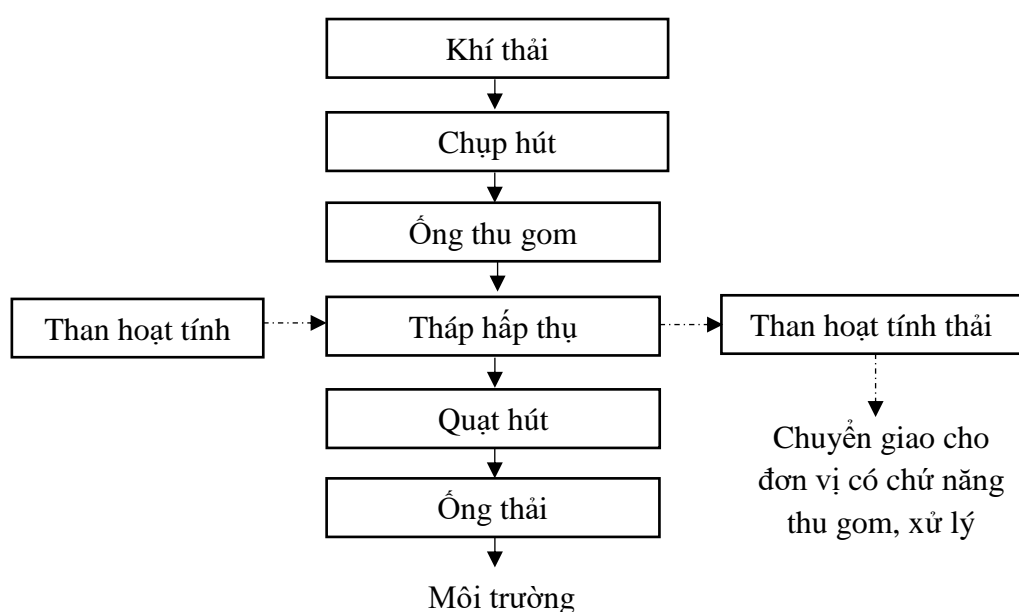 Khí thải
Chụp hút
Ống thu gom
Than hoạt tính
Tháp hấp thụ
Than hoạt tính thải
Quạt hút
Chuyển giao cho
đơn vị có chứ năng
thu gom, xử lý
Ống thải
Môi trường